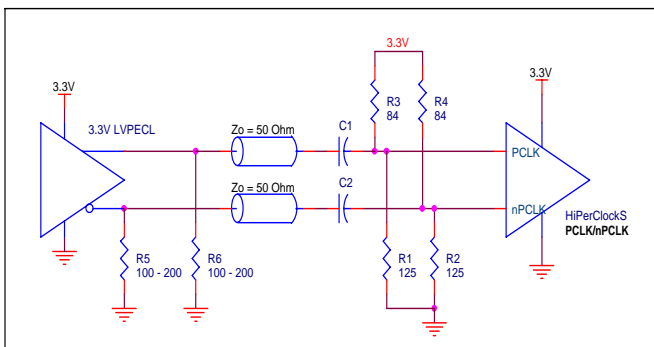 3.3V
3.3V
3.3V
3.3V LVPECL
R3
84
R4
84
Zo = 50 Ohm
C1
PCLK
Zo = 50 Ohm
C2
nPCLK
HiPerClockS
PCLK/nPCLK
R5
100 - 200
R6
100 - 200
R1
125
R2
125